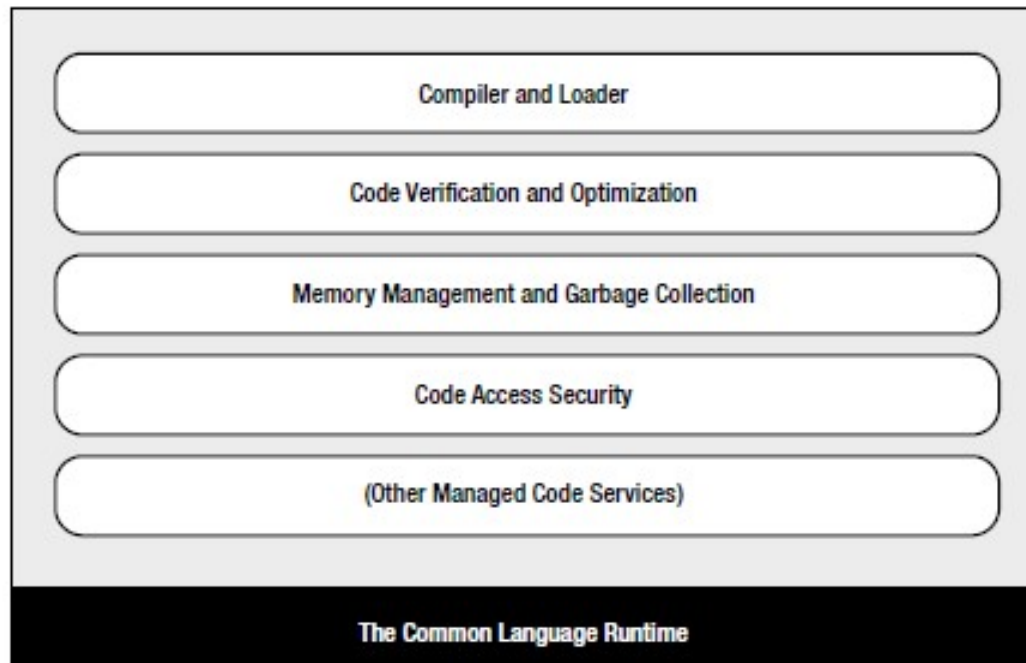 Compiler and Loader
Code Verification and Optimization
Memory Management and Garbage Collection
Code Access Security
(Other Managed Code Services)
The Common Language Runtime